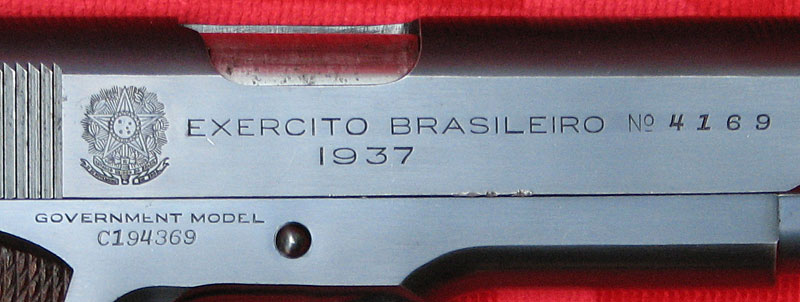 EXERCITO BRASILEIRO Nº 4169
1937
GOVERNMENT MODEL
C194369